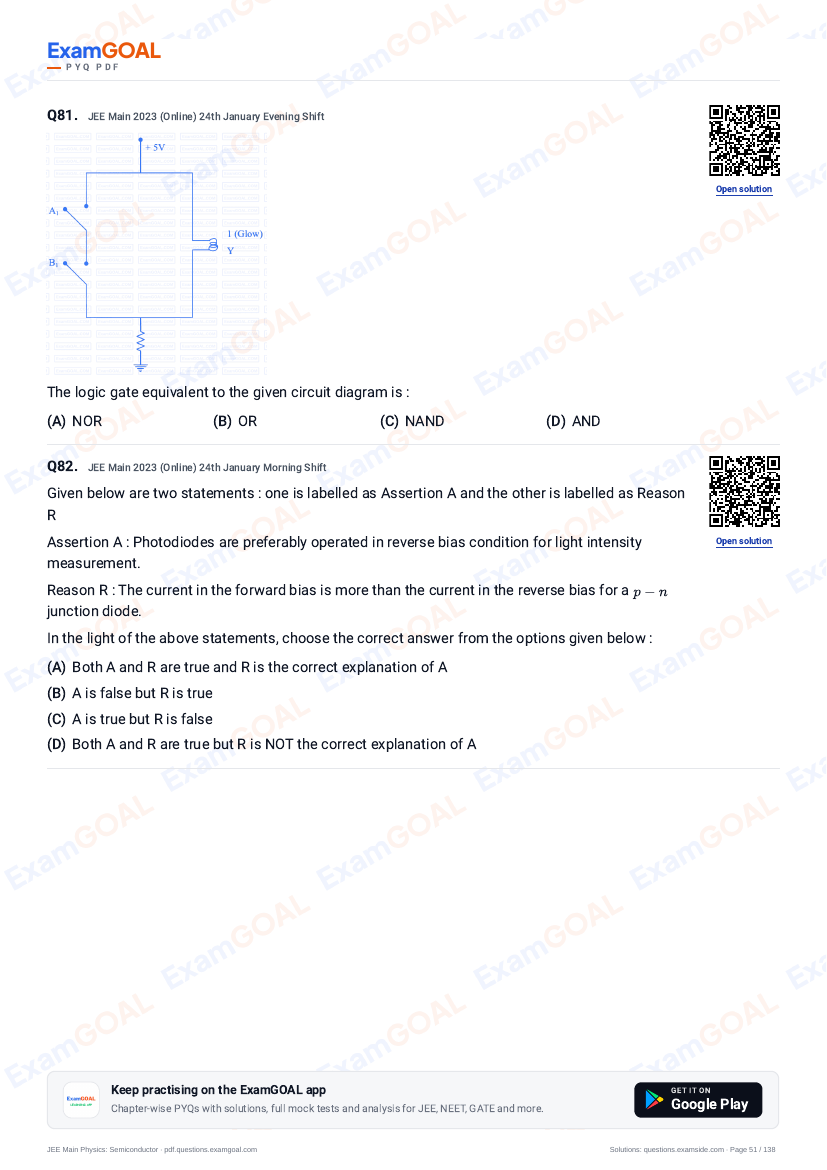 ExamGOAL
PYQ PDF
Q81. JEE Main 2023 (Online) 24th January Evening Shift
Open solution
+ 5V
A₁
1 (Glow)
Y
B₁
The logic gate equivalent to the given circuit diagram is :
(A) NOR (B) OR (C) NAND (D) AND
Q82. JEE Main 2023 (Online) 24th January Morning Shift
Open solution
Given below are two statements : one is labelled as Assertion A and the other is labelled as Reason
R
Assertion A : Photodiodes are preferably operated in reverse bias condition for light intensity
measurement.
Reason R : The current in the forward bias is more than the current in the reverse bias for a p − n
junction diode.
In the light of the above statements, choose the correct answer from the options given below :
(A) Both A and R are true and R is the correct explanation of A
(B) A is false but R is true
(C) A is true but R is false
(D) Both A and R are true but R is NOT the correct explanation of A
ExamGOAL
Keep practising on the ExamGOAL app
Chapter-wise PYQs with solutions, full mock tests and analysis for JEE, NEET, GATE and more.
GET IT ON
Google Play
JEE Main Physics: Semiconductor · pdf.questions.examgoal.com
Solutions: questions.examside.com · Page 51 / 138